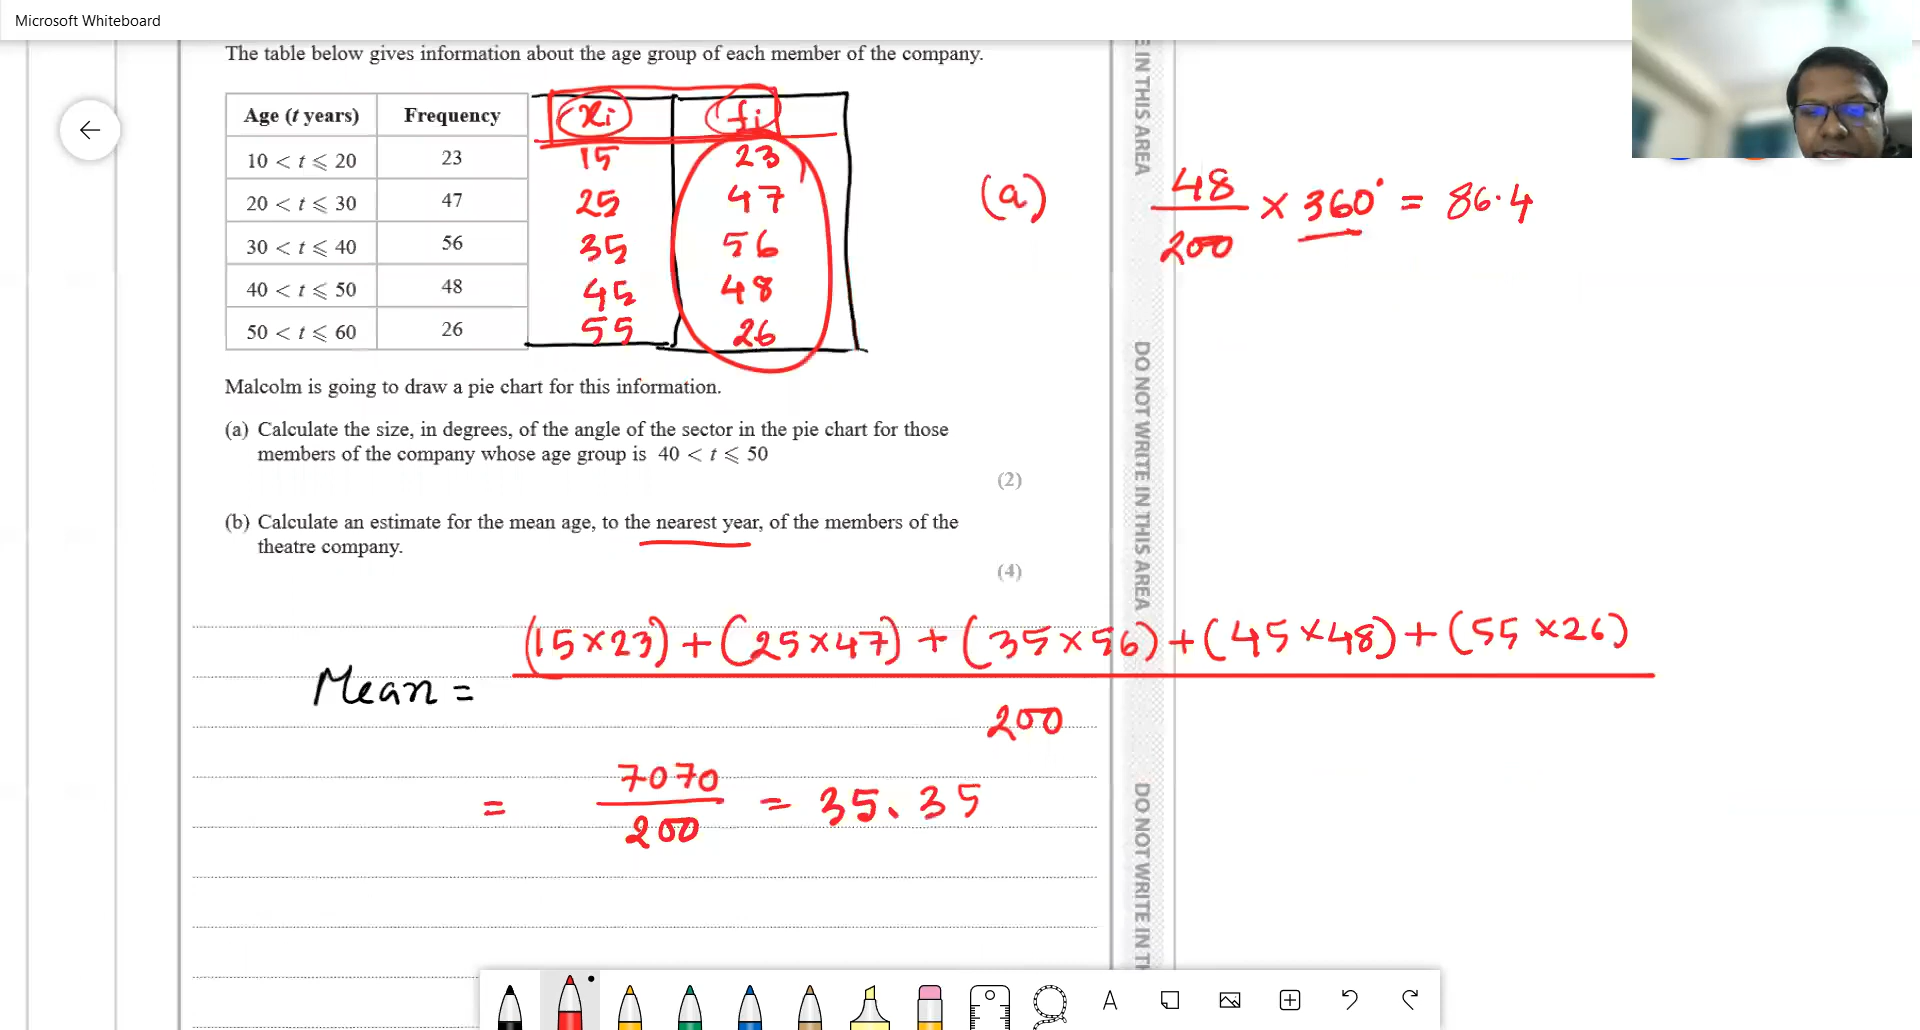 Microsoft Whiteboard
The table below gives information about the age group of each member of the company.
Age (t years) Frequency xi fi
10 < t ⩽ 20 23 15 23
20 < t ⩽ 30 47 25 47
30 < t ⩽ 40 56 35 56
40 < t ⩽ 50 48 45 48
50 < t ⩽ 60 26 55 26
(a) 48/200 × 360° = 86.4
Malcolm is going to draw a pie chart for this information.
(a) Calculate the size, in degrees, of the angle of the sector in the pie chart for those
members of the company whose age group is 40 < t ⩽ 50
(2)
(b) Calculate an estimate for the mean age, to the nearest year, of the members of the
theatre company.
(4)
Mean = (15×23) + (25×47) + (35×56) + (45×48) + (55×26)
200
= 7070/200 = 35.35
E IN THIS AREA
DO NOT WRITE IN THIS AREA
DO NOT WRITE IN TH
A